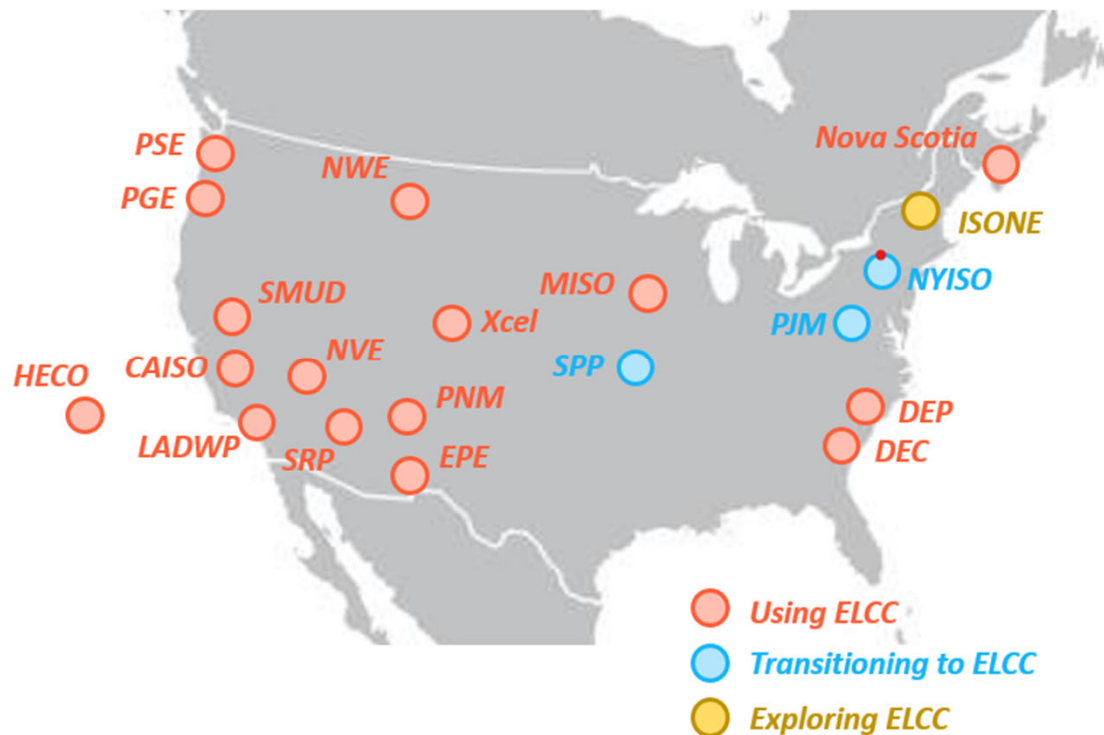 PSE
Nova Scotia
NWE
PGE
ISONE
NYISO
MISO
SMUD
Xcel
PJM
NVE
SPP
CAISO
HECO
PNM
DEP
LADWP
SRP
EPE
DEC
Using ELCC
Transitioning to ELCC
Exploring ELCC